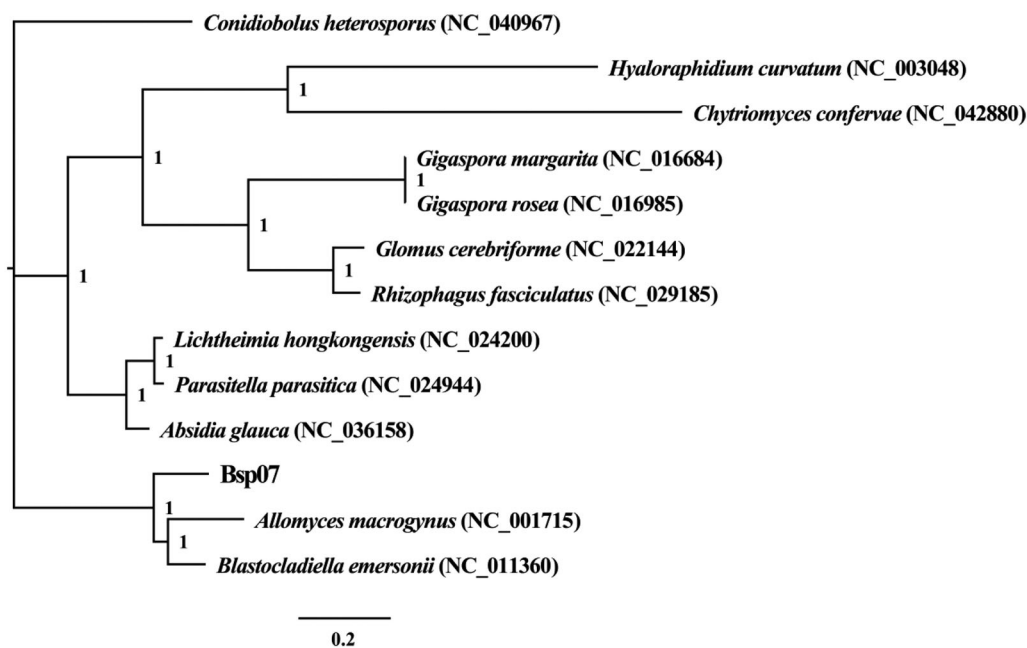 Conidiobolus heterosporus (NC_040967)
Hyaloraphidium curvatum (NC_003048)
1
Chytriomyces confervae (NC_042880)
1
Gigaspora margarita (NC_016684)
1
Gigaspora rosea (NC_016985)
1
Glomus cerebriforme (NC_022144)
1
1
Rhizophagus fasciculatus (NC_029185)
Lichtheimia hongkongensis (NC_024200)
1
Parasitella parasitica (NC_024944)
1
Absidia glauca (NC_036158)
Bsp07
1
Allomyces macrogynus (NC_001715)
1
Blastocladiella emersonii (NC_011360)
0.2